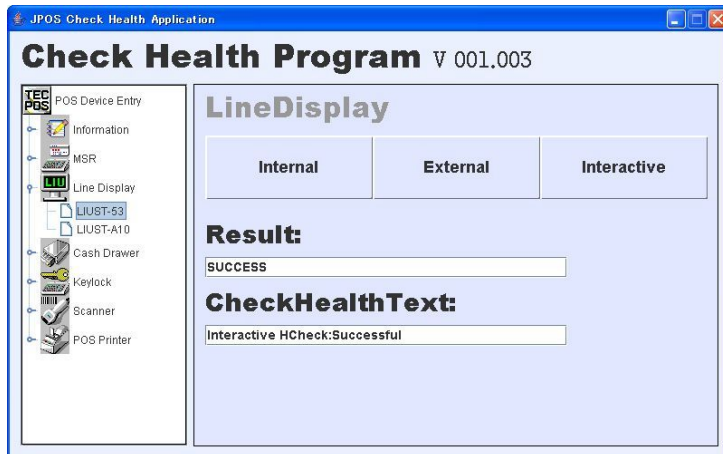 JPOS Check Health Application
Check Health Program V 001.003
TEC
POS
POS Device Entry
Information
MSR
LIU
Line Display
LIUST-53
LIUST-A10
Cash Drawer
Keylock
Scanner
POS Printer
LineDisplay
Internal External Interactive
Result:
SUCCESS
CheckHealthText:
Interactive HCheck:Successful